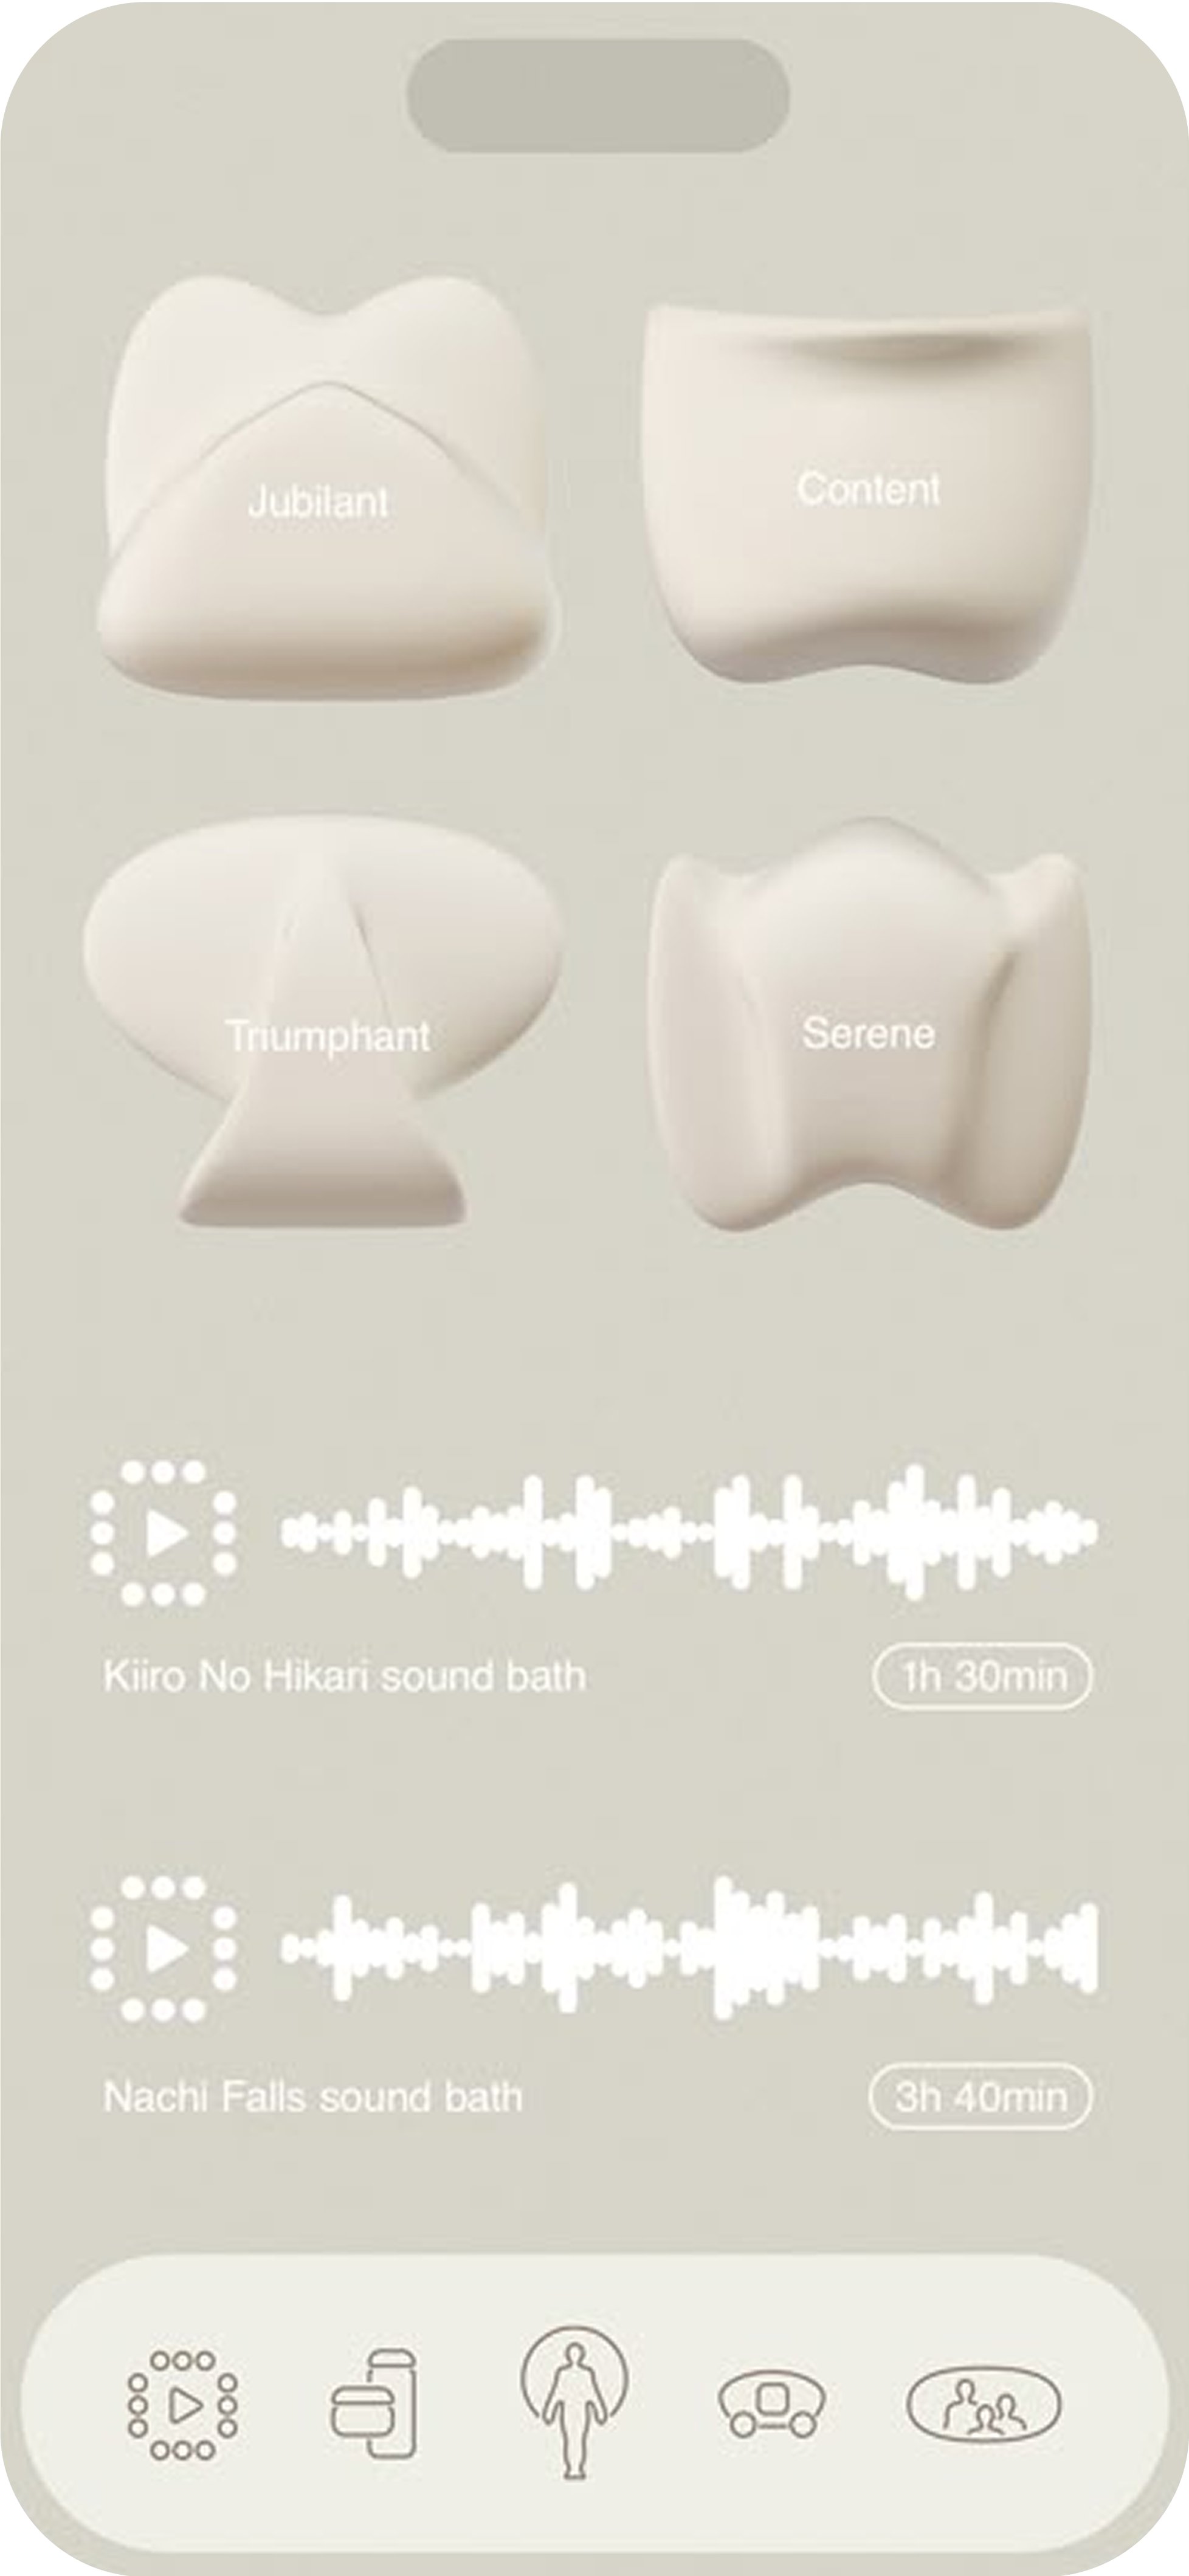 Jubilant
Content
Triumphant
Serene
Kiiro No Hikari sound bath
1h 30min
Nachi Falls sound bath
3h 40min